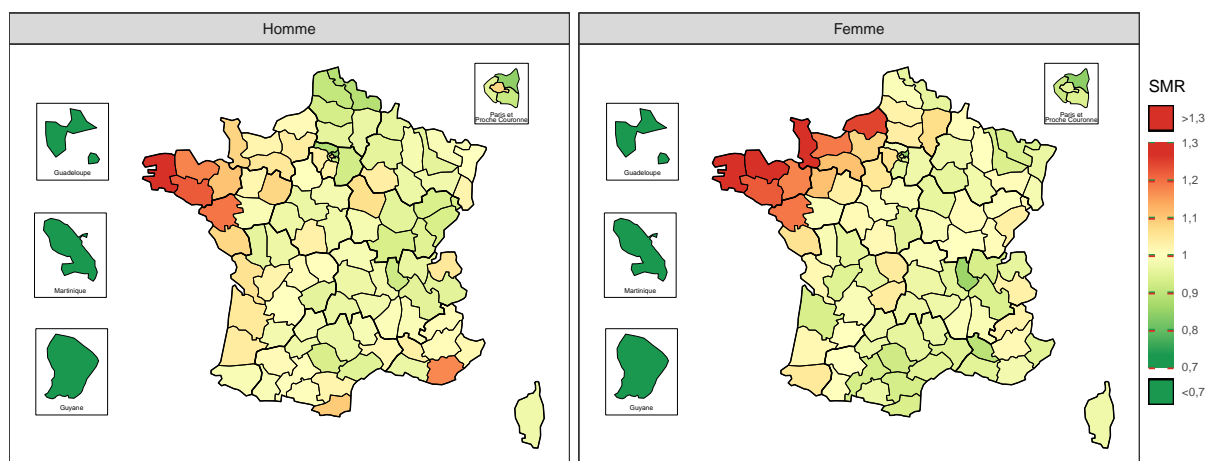 Homme
Femme
Paris et
Proche Couronne
Guadeloupe
Martinique
Guyane
Paris et
Proche Couronne
Guadeloupe
Martinique
Guyane
SMR
>1,3
1,3
1,2
1,1
1
0,9
0,8
0,7
<0,7